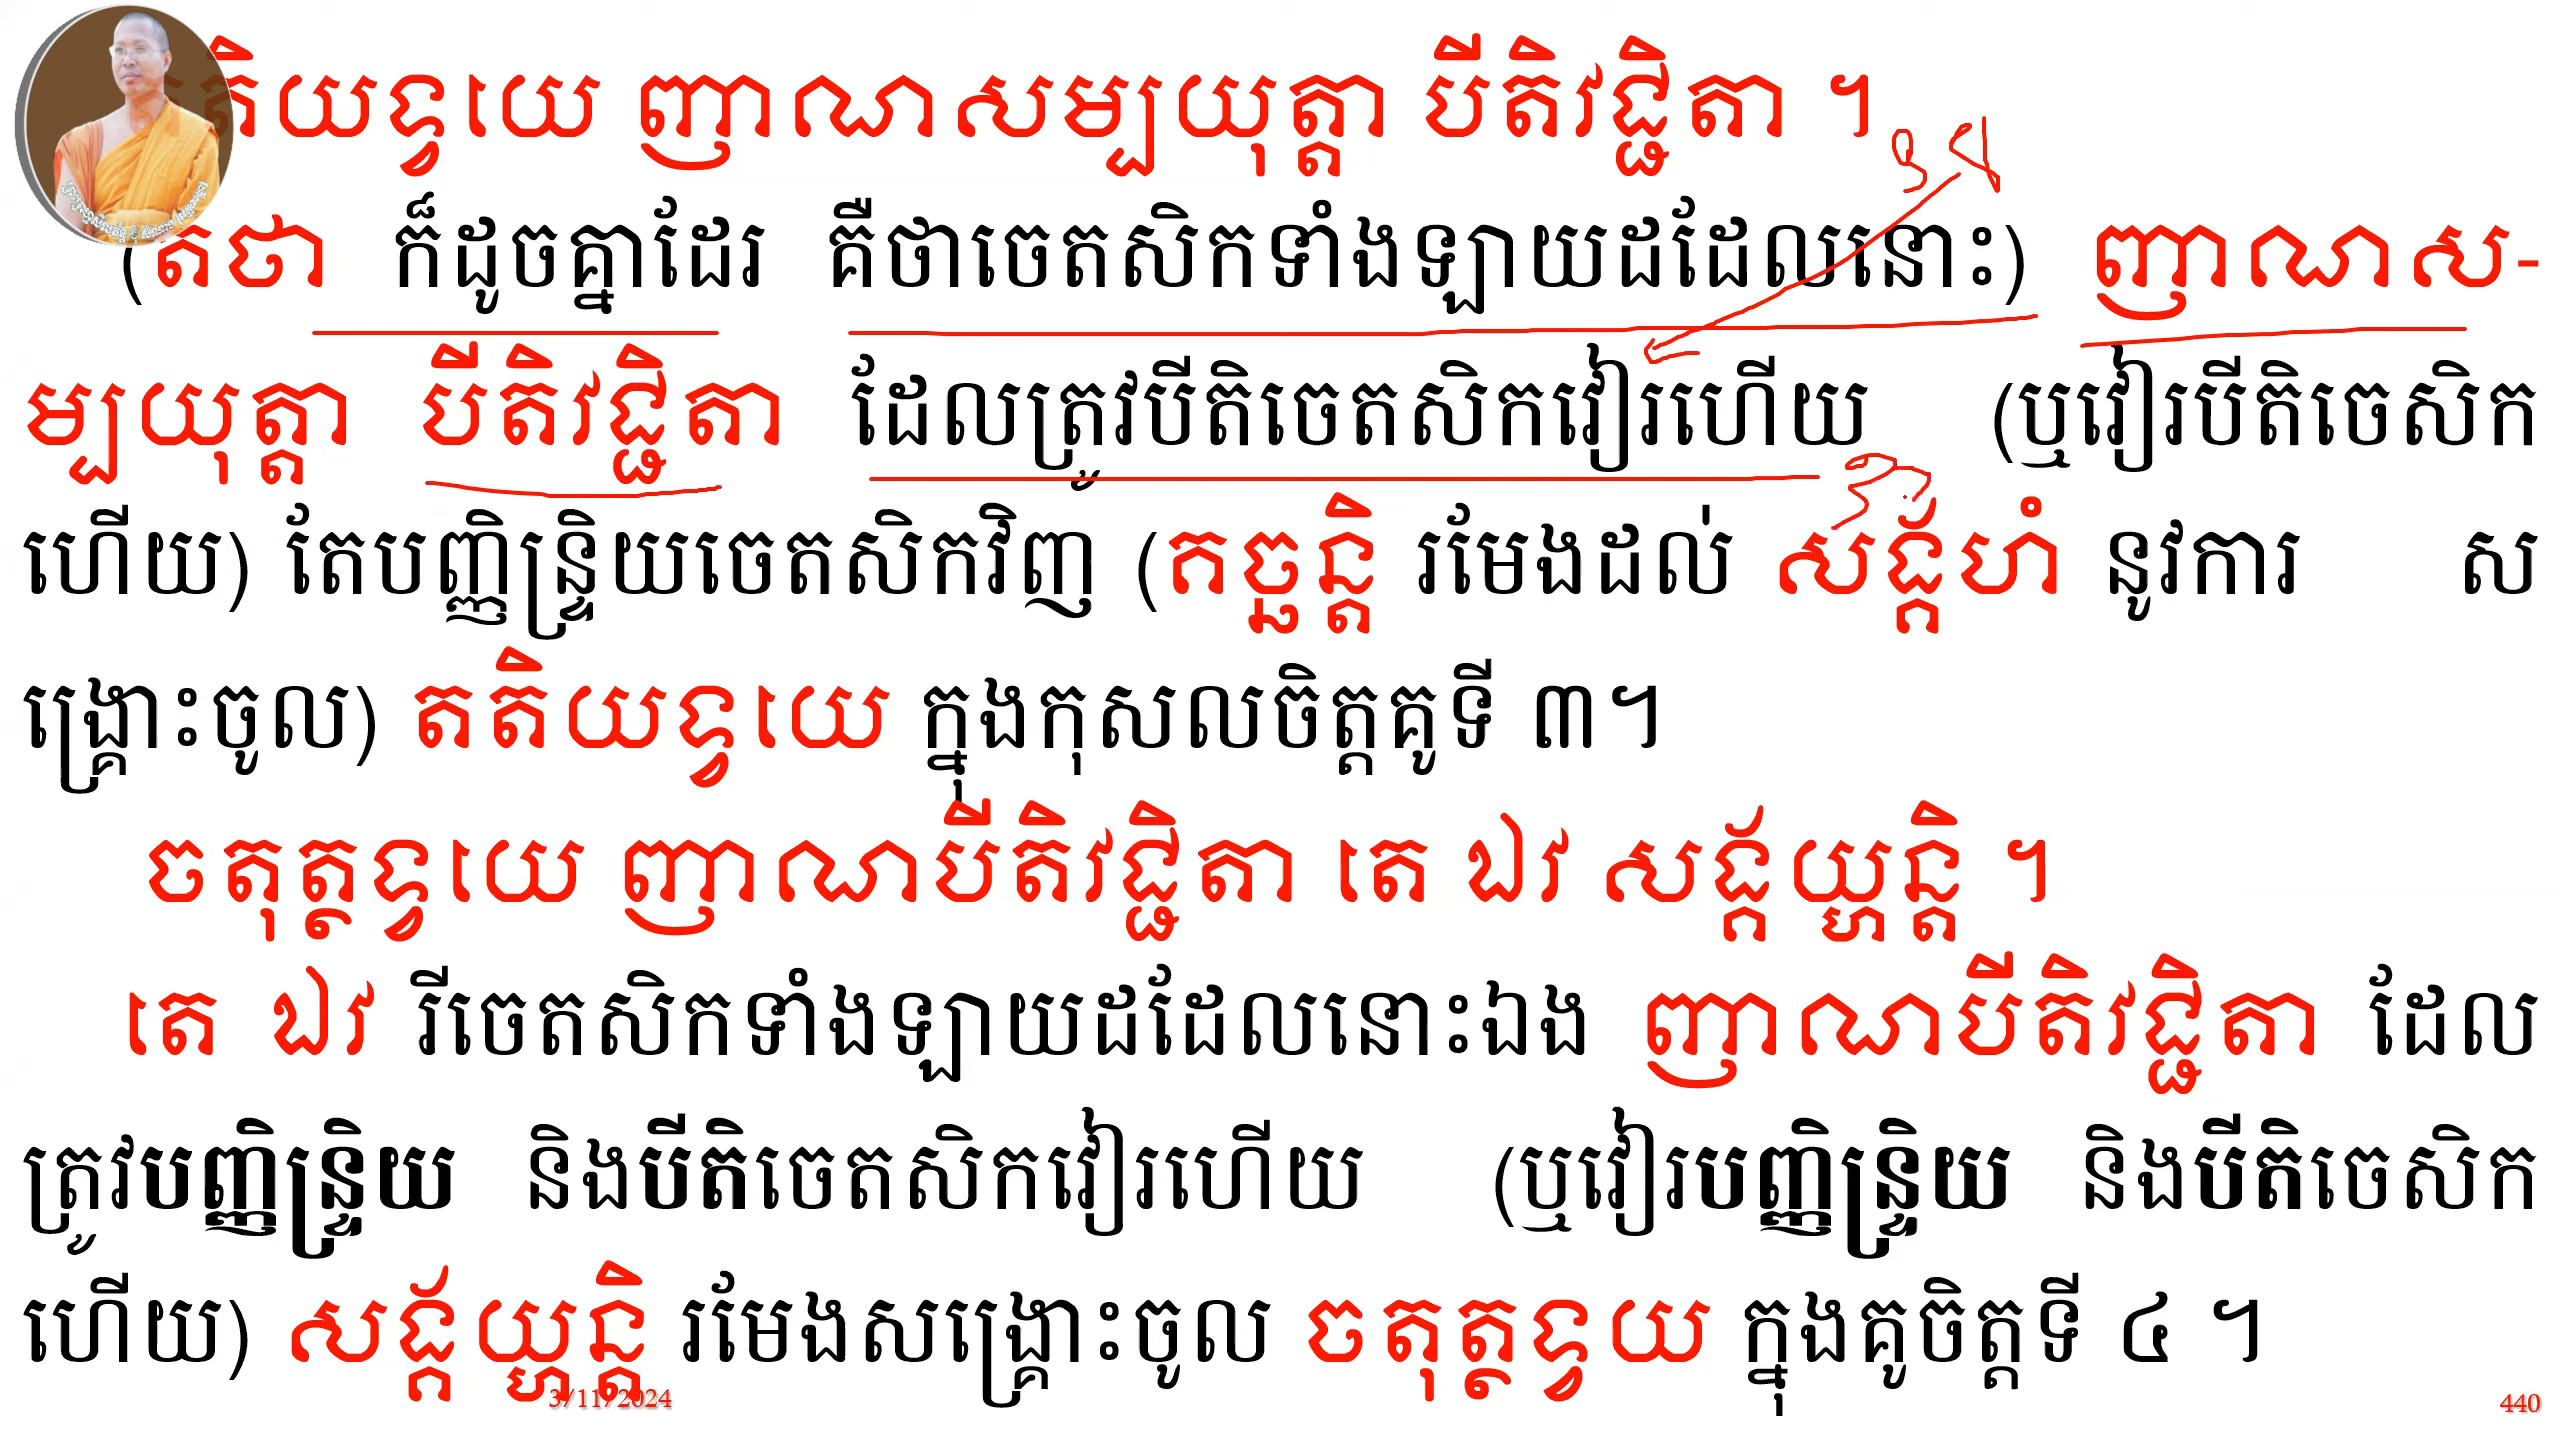 តតិយទ្វយេ ញាណសម្បយុត្តា បីតិវជ្ជិតា ។
៣៨
(តថា ក៏ដូចគ្នាដែរ គឺថាចេតសិកទាំងឡាយដដែលនោះ) ញាណស-
ម្បយុត្តា បីតិវជ្ជិតា ដែលត្រូវបីតិចេតសិកវៀរហើយ (ឬវៀរបីតិចេសិក
ហើយ) តែបញ្ញិន្ទ្រិយចេតសិកវិញ (គច្ឆន្តិ រមែងដល់ សង្គហំ នូវការ ស
ង្គ្រោះចូល) តតិយទ្វយេ ក្នុងកុសលចិត្តគូទី ៣។
ចតុត្ថទ្វយេ ញាណបីតិវជ្ជិតា តេ ឯវ សង្គ័យ្ហន្តិ ។
តេ ឯវ រីចេតសិកទាំងឡាយដដែលនោះឯង ញាណបីតិវជ្ជិតា ដែល
ត្រូវបញ្ញិន្ទ្រិយ និងបីតិចេតសិកវៀរហើយ (ឬវៀរបញ្ញិន្ទ្រិយ និងបីតិចេសិក
ហើយ) សង្គ័យ្ហន្តិ រមែងសង្គ្រោះចូល ចតុត្ថទ្វយ ក្នុងគូចិត្តទី ៤ ។
3/11/2024
440